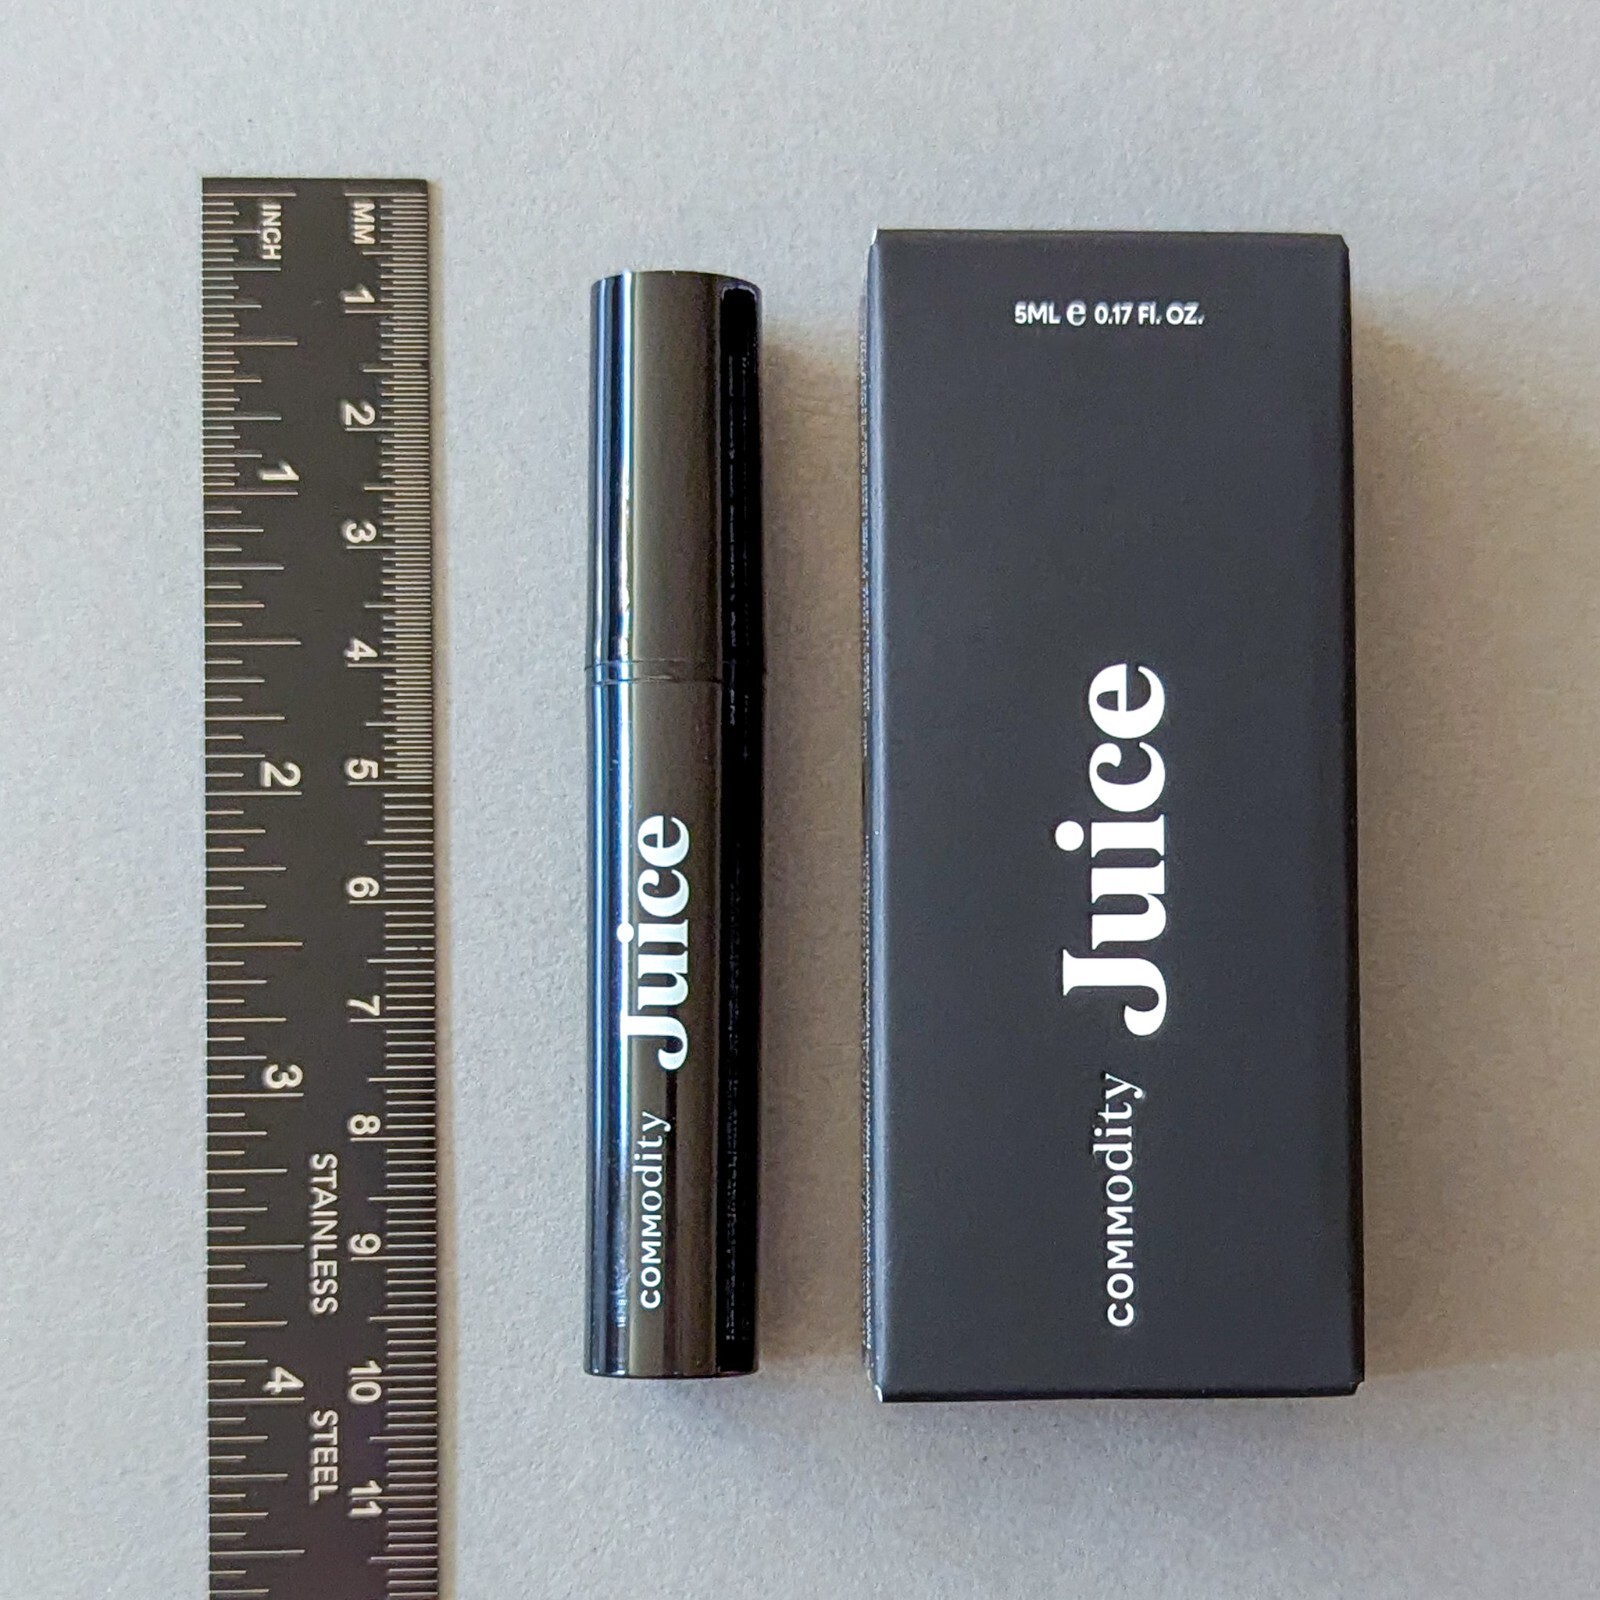 INCH
1
2
3
4
MM
1
2
3
4
5
6
7
8
9
10
11
STAINLESS STEEL
COMModity Juice
5ML e 0.17 Fl. OZ.
COMModity Juice